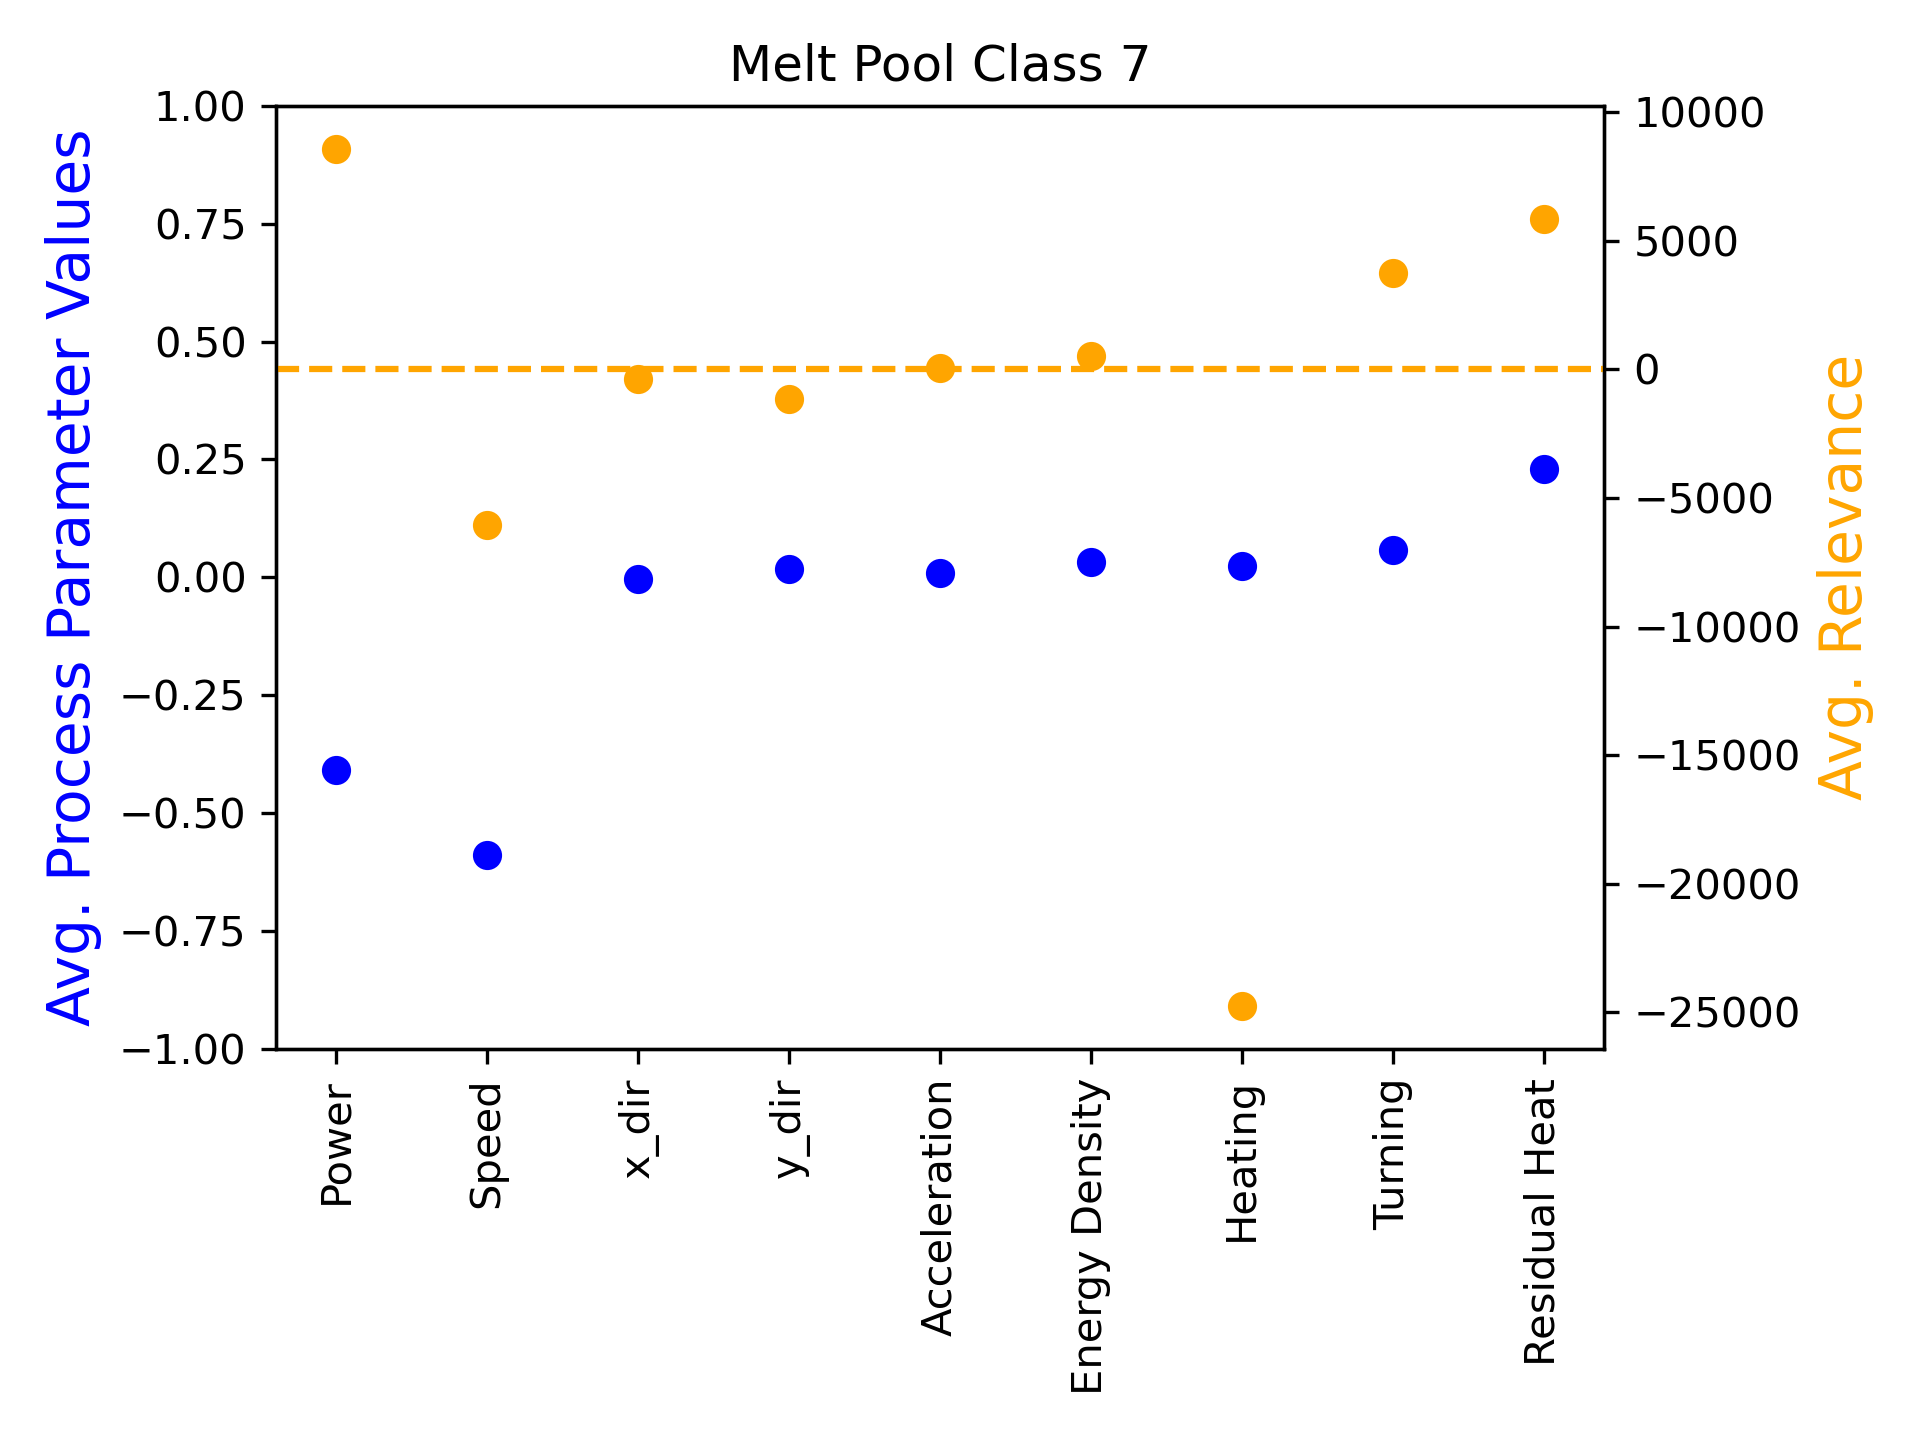 Melt Pool Class 7
Avg. Process Parameter Values
1.00
0.75
0.50
0.25
0.00
−0.25
−0.50
−0.75
−1.00
10000
5000
0
−5000
−10000
−15000
−20000
−25000
Avg. Relevance
Power
Speed
x_dir
y_dir
Acceleration
Energy Density
Heating
Turning
Residual Heat